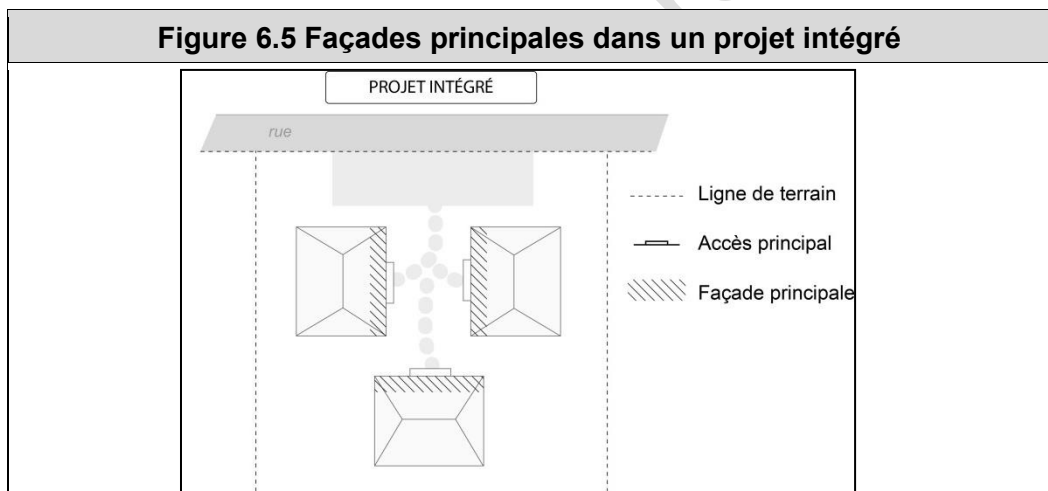 Figure 6.5 Façades principales dans un projet intégré
PROJET INTÉGRÉ
rue
Ligne de terrain
Accès principal
Façade principale